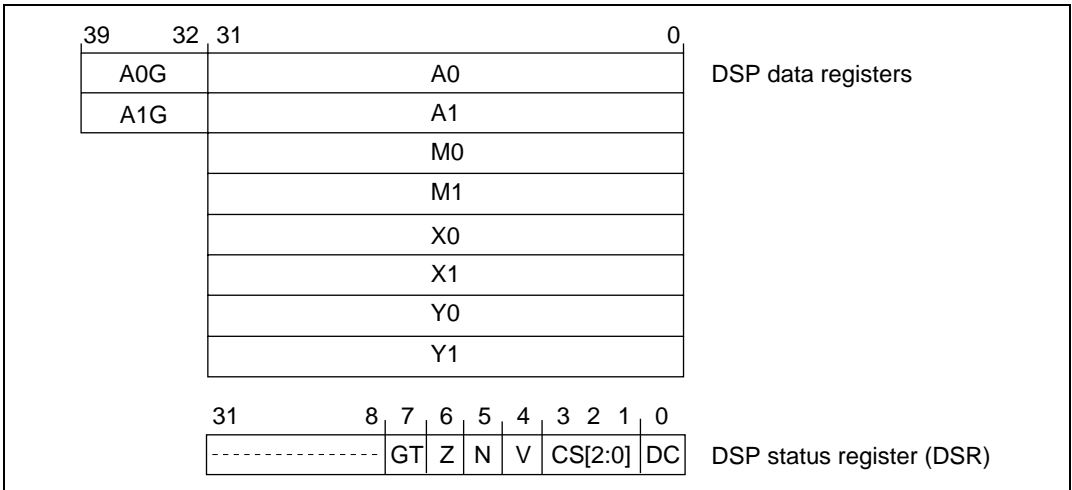 39 32 31 0
A0G A0 DSP data registers
A1G A1
M0
M1
X0
X1
Y0
Y1
31 8 7 6 5 4 3 2 1 0
GT Z N V CS[2:0] DC DSP status register (DSR)